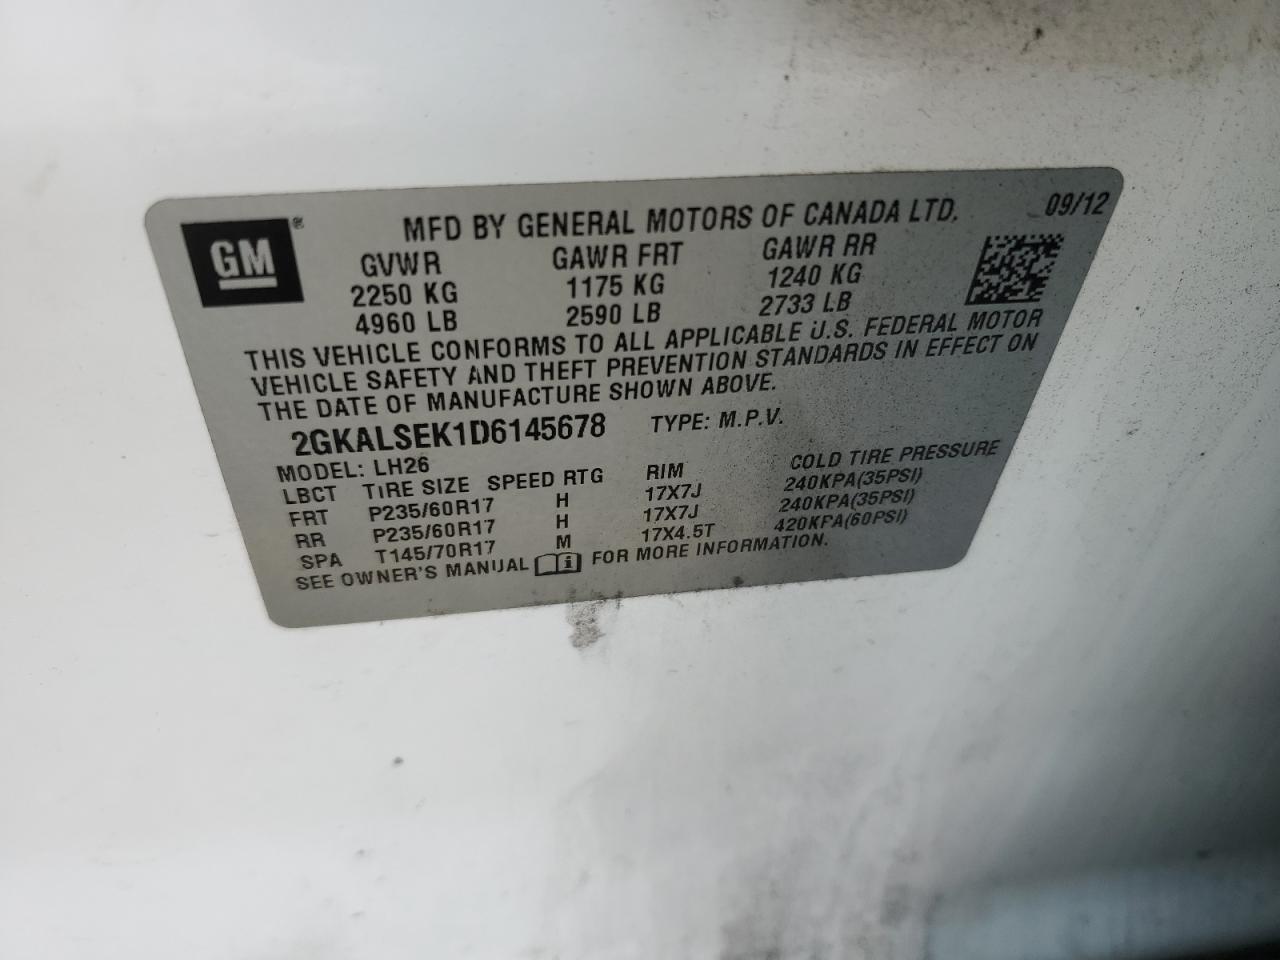 GM®
MFD BY GENERAL MOTORS OF CANADA LTD. 09/12
GVWR GAWR FRT GAWR RR
2250 KG 1175 KG 1240 KG
4960 LB 2590 LB 2733 LB
THIS VEHICLE CONFORMS TO ALL APPLICABLE U.S. FEDERAL MOTOR
VEHICLE SAFETY AND THEFT PREVENTION STANDARDS IN EFFECT ON
THE DATE OF MANUFACTURE SHOWN ABOVE.
2GKALSEK1D6145678 TYPE: M.P.V.
MODEL: LH26
LBCT TIRE SIZE SPEED RTG RIM COLD TIRE PRESSURE
FRT P235/60R17 H 17X7J 240KPA(35PSI)
RR P235/60R17 H 17X7J 240KPA(35PSI)
SPA T145/70R17 M 17X4.5T 420KPA(60PSI)
SEE OWNER'S MANUAL i FOR MORE INFORMATION.